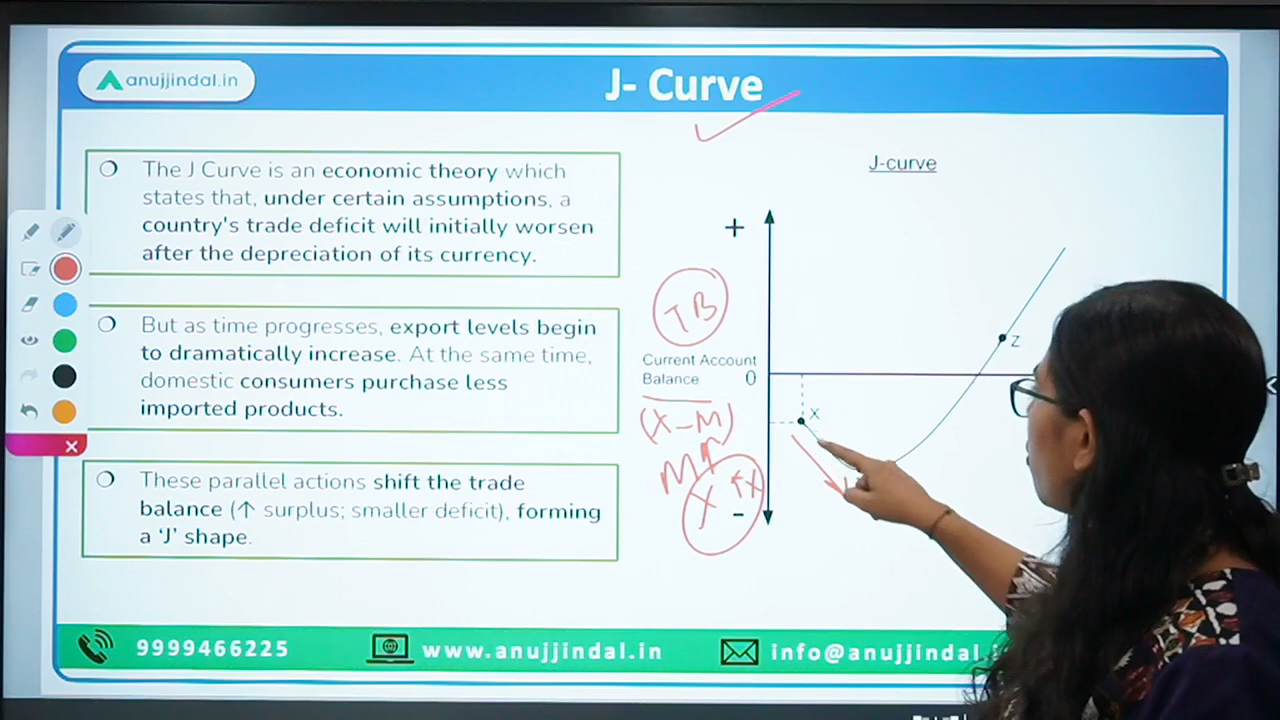 anujjindal.in
J- Curve
The J Curve is an economic theory which
states that, under certain assumptions, a
country's trade deficit will initially worsen
after the depreciation of its currency.
But as time progresses, export levels begin
to dramatically increase. At the same time,
domestic consumers purchase less
imported products.
These parallel actions shift the trade
balance (↑ surplus; smaller deficit), forming
a ‘J’ shape.
J-curve
+
TB
Current Account
Balance 0
(X-M)
M↑
X ↑X
-
X
Z
9999466225
www.anujjindal.in
info@anujjindal.